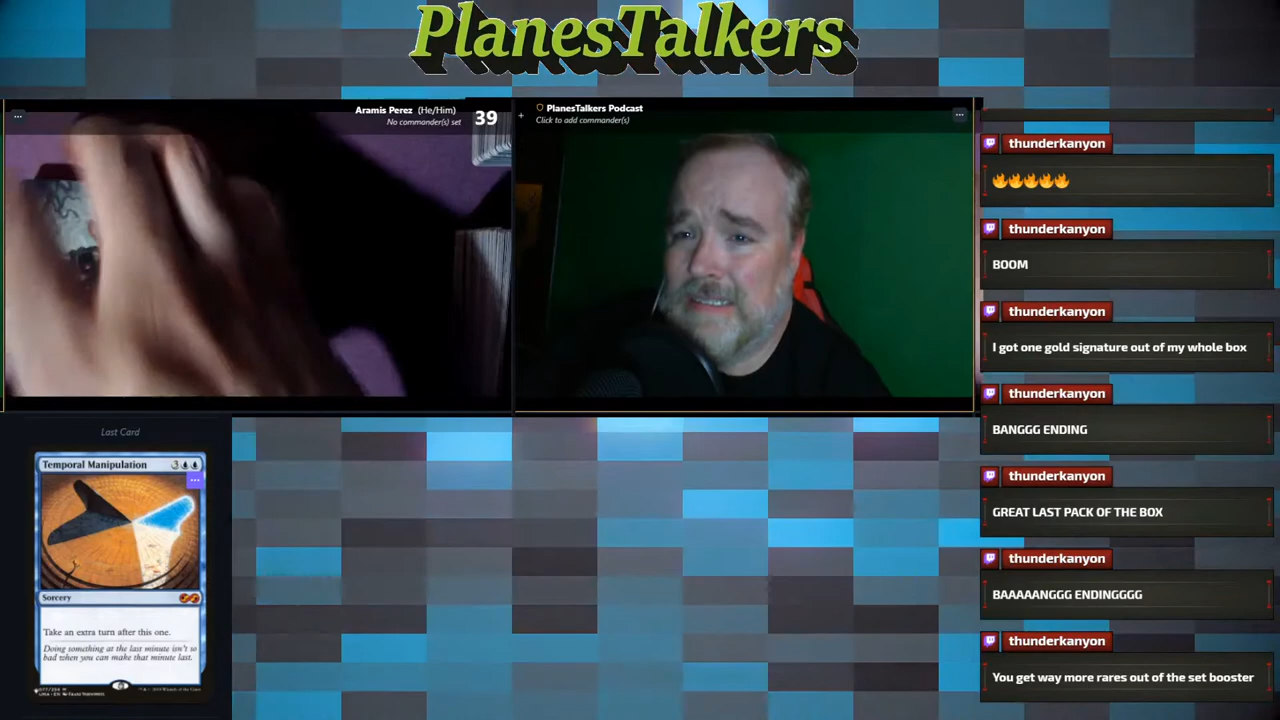 PlanesTalkers
Aramis Perez (He/Him)
No commander(s) set
39
PlanesTalkers Podcast
Click to add commander(s)
Last Card
Temporal Manipulation 3
Sorcery
Take an extra turn after this one.
Doing something at the last minute isn't so
bad when you can make that minute last.
thunderkanyon
🔥🔥🔥🔥🔥
thunderkanyon
BOOM
thunderkanyon
I got one gold signature out of my whole box
thunderkanyon
BANGGG ENDING
thunderkanyon
GREAT LAST PACK OF THE BOX
thunderkanyon
BAAAAANGGG ENDINGGGG
thunderkanyon
You get way more rares out of the set booster